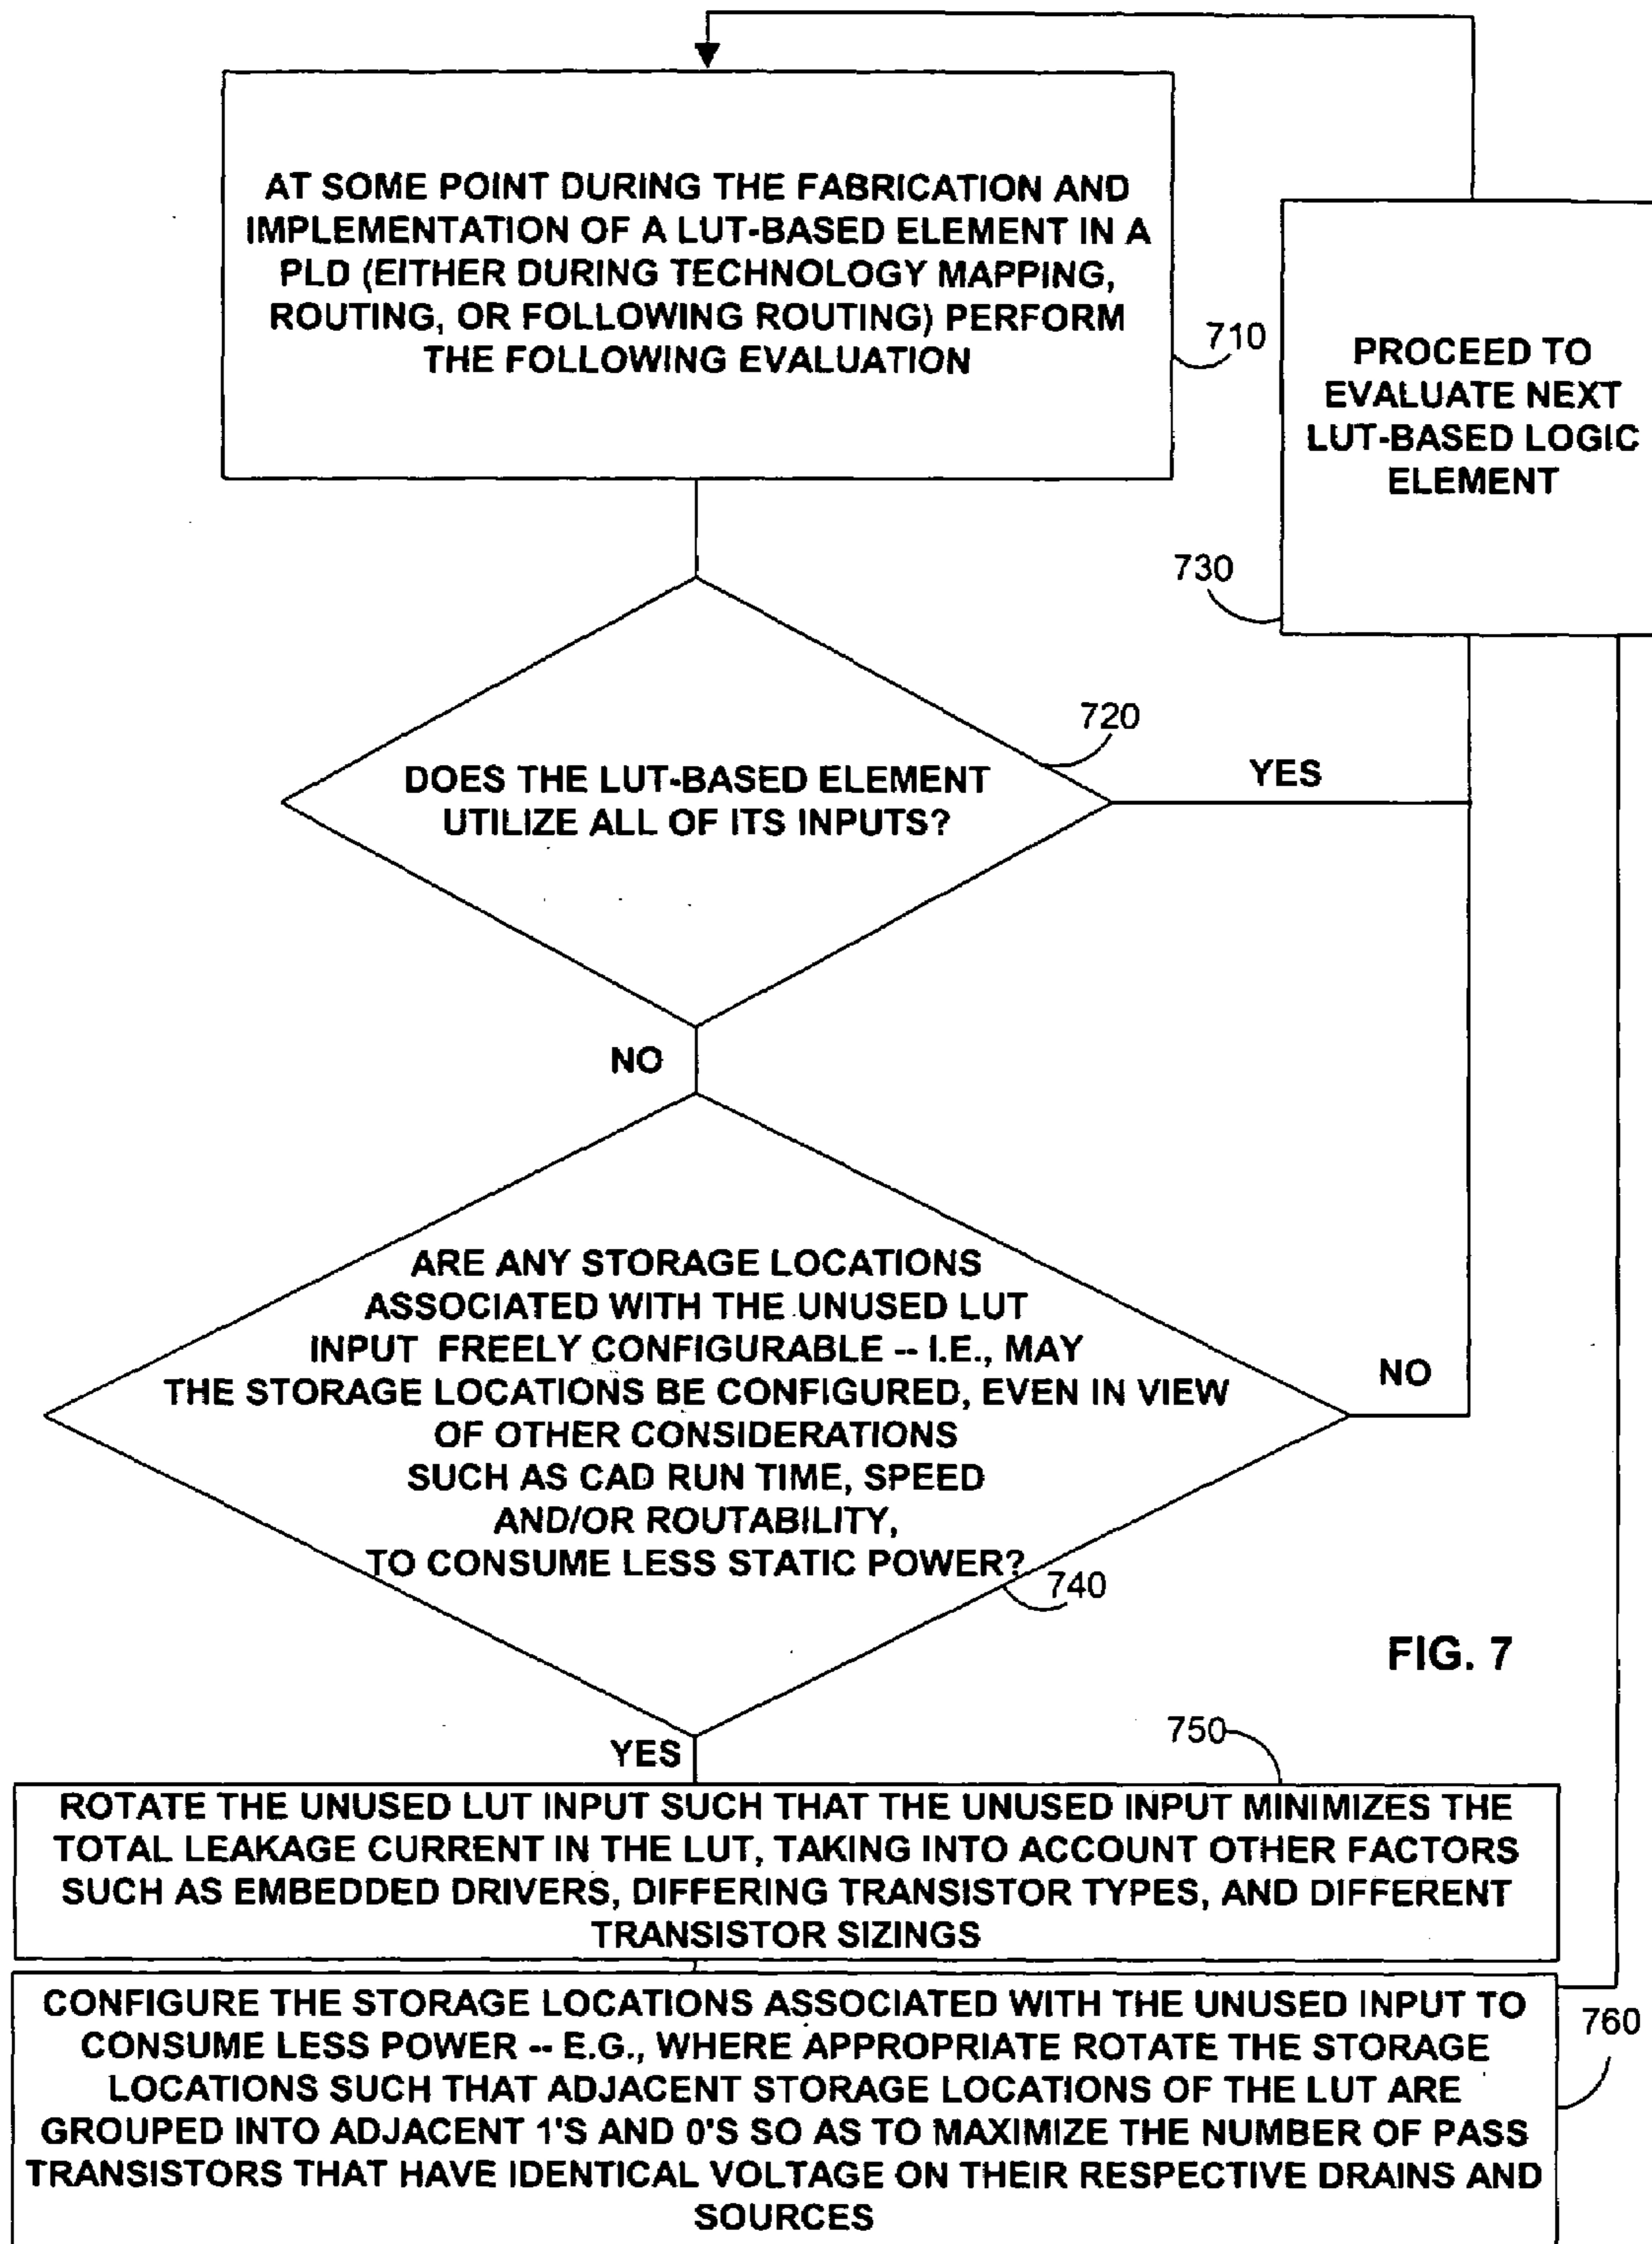 AT SOME POINT DURING THE FABRICATION AND
IMPLEMENTATION OF A LUT-BASED ELEMENT IN A
PLD (EITHER DURING TECHNOLOGY MAPPING,
ROUTING, OR FOLLOWING ROUTING) PERFORM
THE FOLLOWING EVALUATION
710
PROCEED TO
EVALUATE NEXT
LUT-BASED LOGIC
ELEMENT
730
720
DOES THE LUT-BASED ELEMENT
UTILIZE ALL OF ITS INPUTS?
YES
NO
ARE ANY STORAGE LOCATIONS
ASSOCIATED WITH THE UNUSED LUT
INPUT FREELY CONFIGURABLE -- I.E., MAY
THE STORAGE LOCATIONS BE CONFIGURED, EVEN IN VIEW
OF OTHER CONSIDERATIONS
SUCH AS CAD RUN TIME, SPEED
AND/OR ROUTABILITY,
TO CONSUME LESS STATIC POWER?
NO
740
FIG. 7
YES
750
ROTATE THE UNUSED LUT INPUT SUCH THAT THE UNUSED INPUT MINIMIZES THE
TOTAL LEAKAGE CURRENT IN THE LUT, TAKING INTO ACCOUNT OTHER FACTORS
SUCH AS EMBEDDED DRIVERS, DIFFERING TRANSISTOR TYPES, AND DIFFERENT
TRANSISTOR SIZINGS
CONFIGURE THE STORAGE LOCATIONS ASSOCIATED WITH THE UNUSED INPUT TO
CONSUME LESS POWER -- E.G., WHERE APPROPRIATE ROTATE THE STORAGE
LOCATIONS SUCH THAT ADJACENT STORAGE LOCATIONS OF THE LUT ARE
GROUPED INTO ADJACENT 1'S AND 0'S SO AS TO MAXIMIZE THE NUMBER OF PASS
TRANSISTORS THAT HAVE IDENTICAL VOLTAGE ON THEIR RESPECTIVE DRAINS AND
SOURCES
760